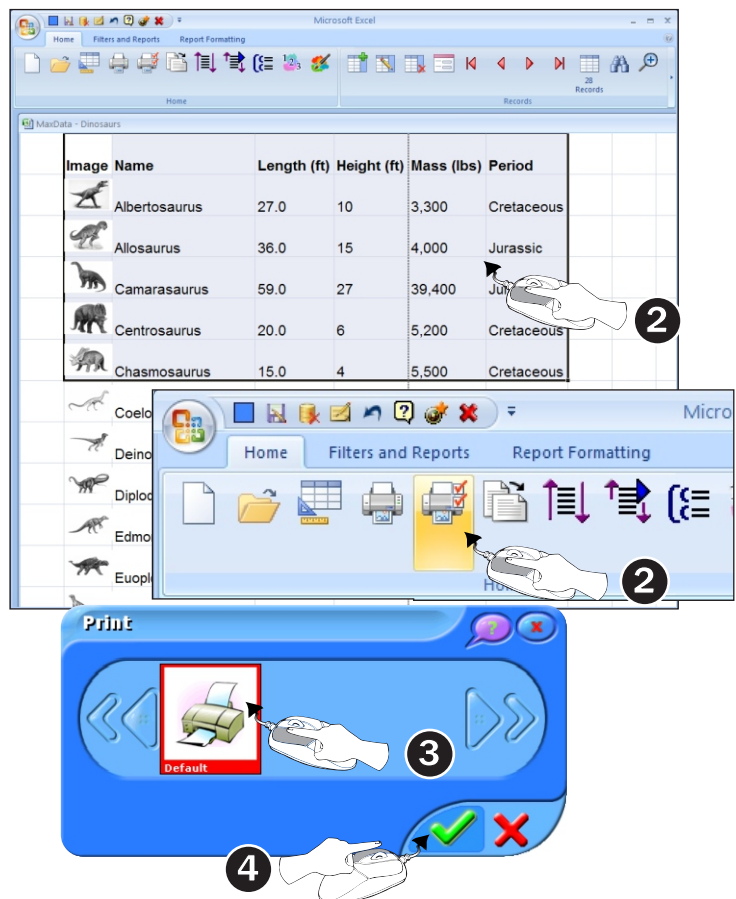 Microsoft Excel
Home Filters and Reports Report Formatting
28
Records
Home Records
MaxData - Dinosaurs
Image Name Length (ft) Height (ft) Mass (lbs) Period
Albertosaurus 27.0 10 3,300 Cretaceous
Allosaurus 36.0 15 4,000 Jurassic
Camarasaurus 59.0 27 39,400 Ju
2
Centrosaurus 20.0 6 5,200 Cretaceous
Chasmosaurus 15.0 4 5,500 Cretaceous
Coelo
Deino
Diplod
Edmo
Euopl
Micro
Home Filters and Reports Report Formatting
2
Print
Default
3
4